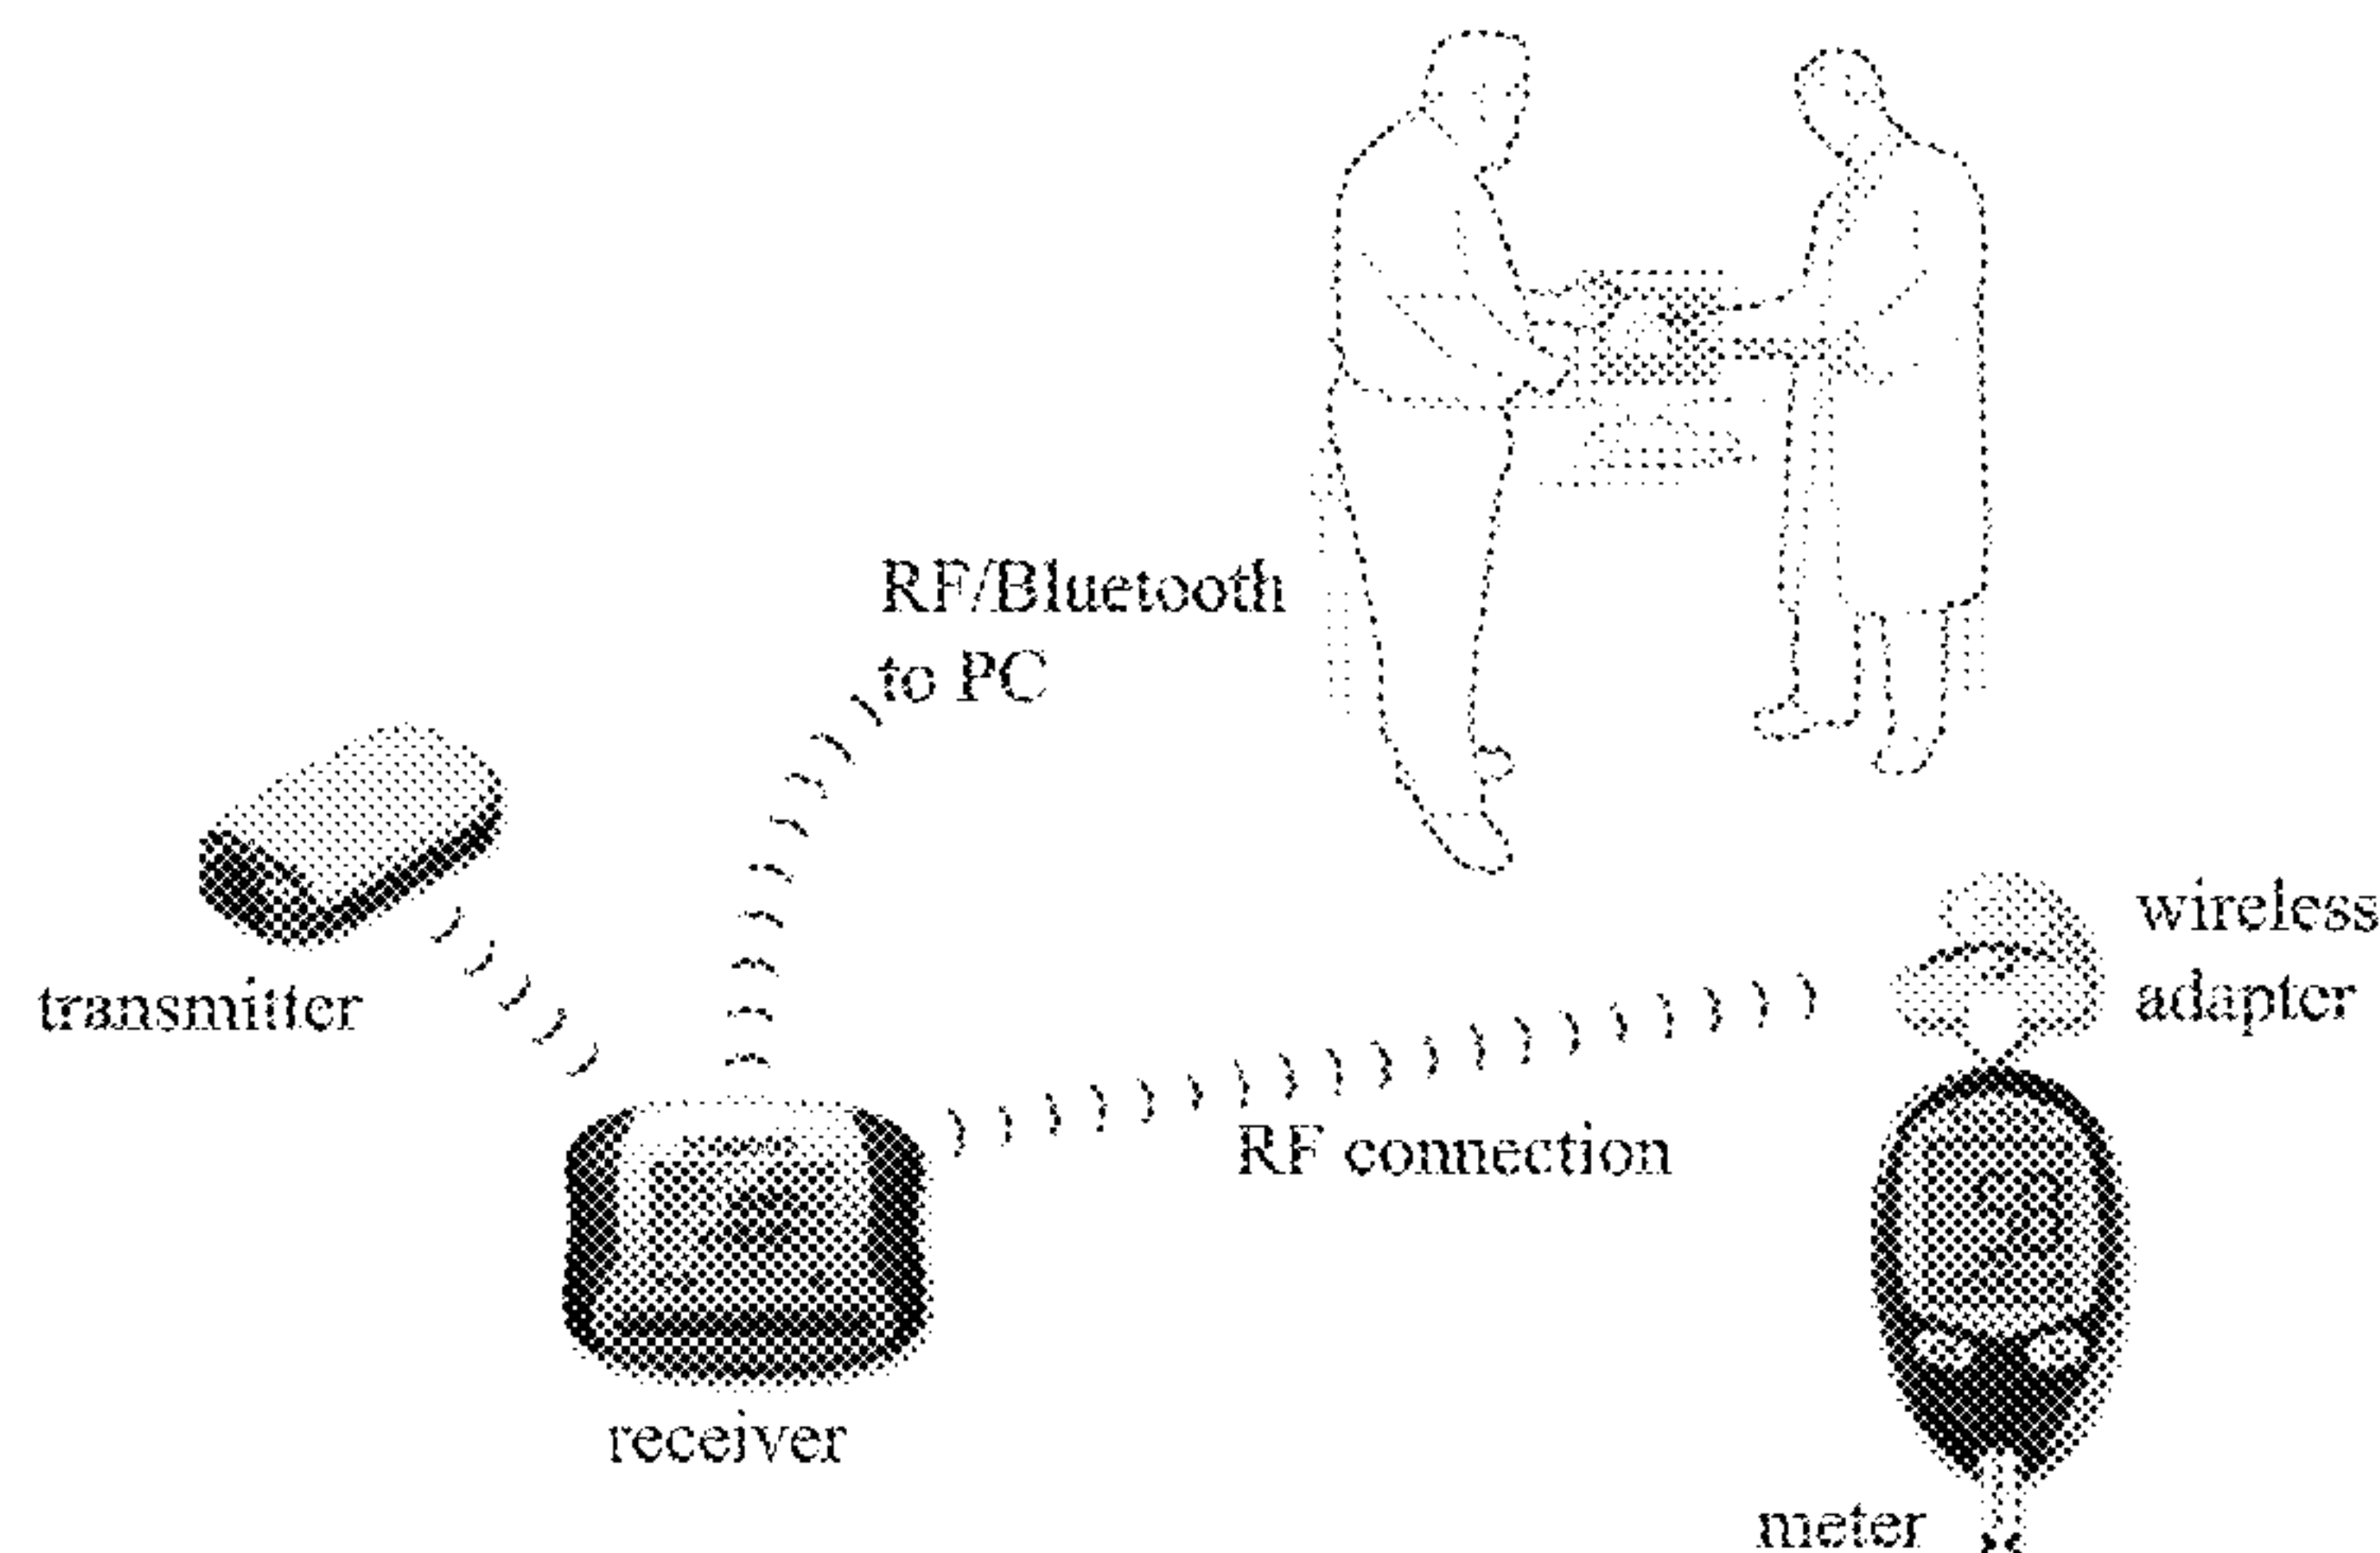 RF/Bluetooth
to PC
transmitter
wireless
adapter
RF connection
receiver
meter